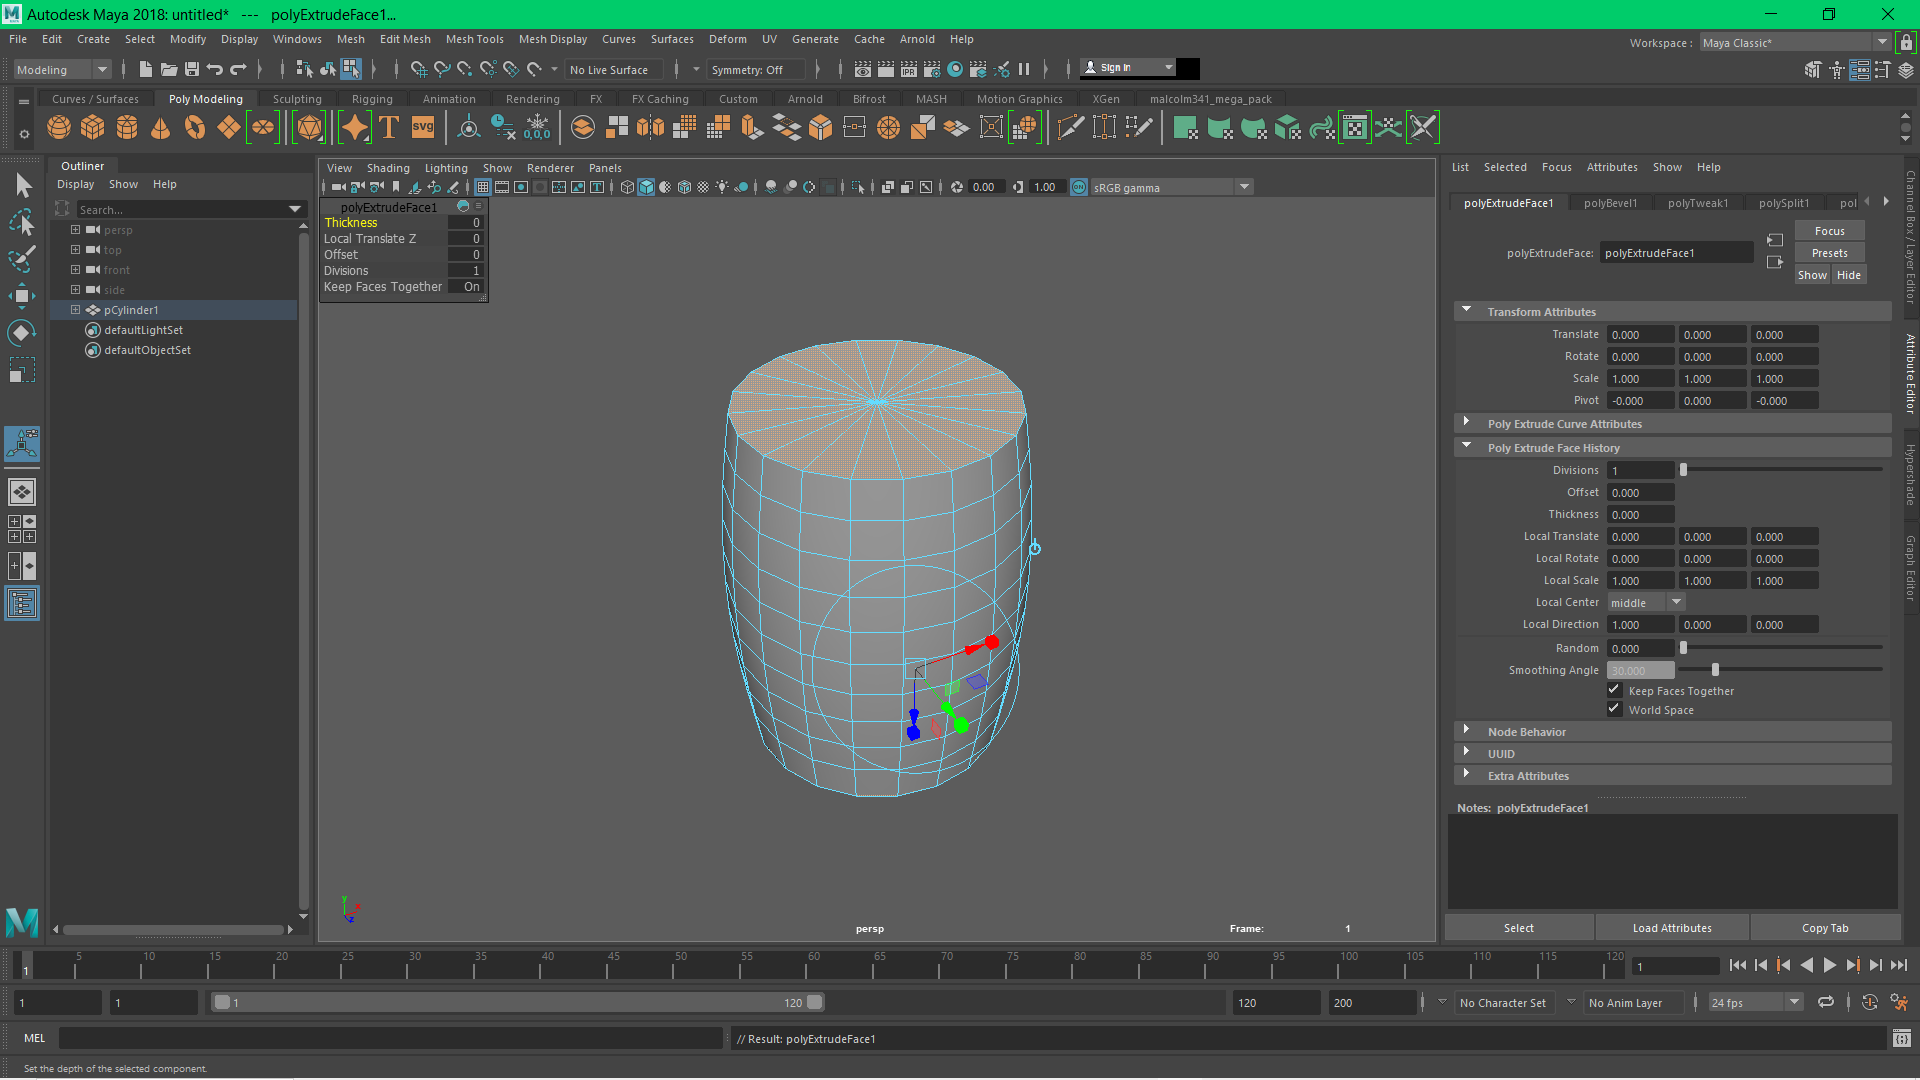 Autodesk Maya 2018: untitled*   ---   polyExtrudeFace1...
File Edit Create Select Modify Display Windows Mesh Edit Mesh Mesh Tools Mesh Display Curves Surfaces Deform UV Generate Cache Arnold Help
Workspace : Maya Classic*
Modeling No Live Surface Symmetry: Off IPR Sign In
Curves / Surfaces Poly Modeling Sculpting Rigging Animation Rendering FX FX Caching Custom Arnold Bifrost MASH Motion Graphics XGen malcolm341_mega_pack
T SVG 0,0,0
Outliner
Display Show Help
Search...
persp
top
front
side
pCylinder1
defaultLightSet
defaultObjectSet
View Shading Lighting Show Renderer Panels
0.00 1.00 ON sRGB gamma
polyExtrudeFace1
Thickness 0
Local Translate Z 0
Offset 0
Divisions 1
Keep Faces Together On
y x z
persp
Frame: 1
List Selected Focus Attributes Show Help
polyExtrudeFace1 polyBevel1 polyTweak1 polySplit1 pol
polyExtrudeFace: polyExtrudeFace1
Focus
Presets
Show Hide
Transform Attributes
Translate 0.000 0.000 0.000
Rotate 0.000 0.000 0.000
Scale 1.000 1.000 1.000
Pivot -0.000 0.000 -0.000
Poly Extrude Curve Attributes
Poly Extrude Face History
Divisions 1
Offset 0.000
Thickness 0.000
Local Translate 0.000 0.000 0.000
Local Rotate 0.000 0.000 0.000
Local Scale 1.000 1.000 1.000
Local Center middle
Local Direction 1.000 0.000 0.000
Random 0.000
Smoothing Angle 30.000
Keep Faces Together
World Space
Node Behavior
UUID
Extra Attributes
Notes: polyExtrudeFace1
Select Load Attributes Copy Tab
Channel Box / Layer Editor
Attribute Editor
Hypershade
Graph Editor
1 5 10 15 20 25 30 35 40 45 50 55 60 65 70 75 80 85 90 95 100 105 110 115 120 1
1 1 1 120 120 200 No Character Set No Anim Layer 24 fps
MEL // Result: polyExtrudeFace1
Set the depth of the selected component.